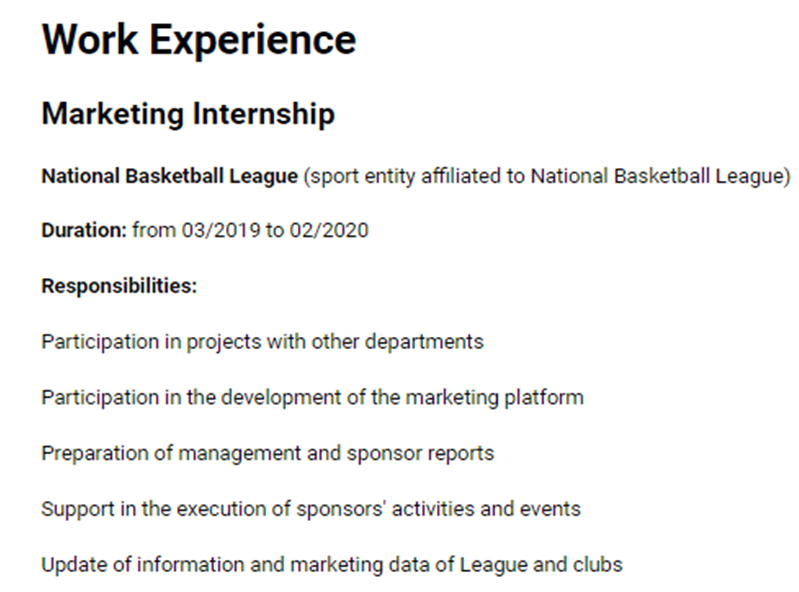 Work Experience
Marketing Internship
National Basketball League (sport entity affiliated to National Basketball League)
Duration: from 03/2019 to 02/2020
Responsibilities:
Participation in projects with other departments
Participation in the development of the marketing platform
Preparation of management and sponsor reports
Support in the execution of sponsors' activities and events
Update of information and marketing data of League and clubs